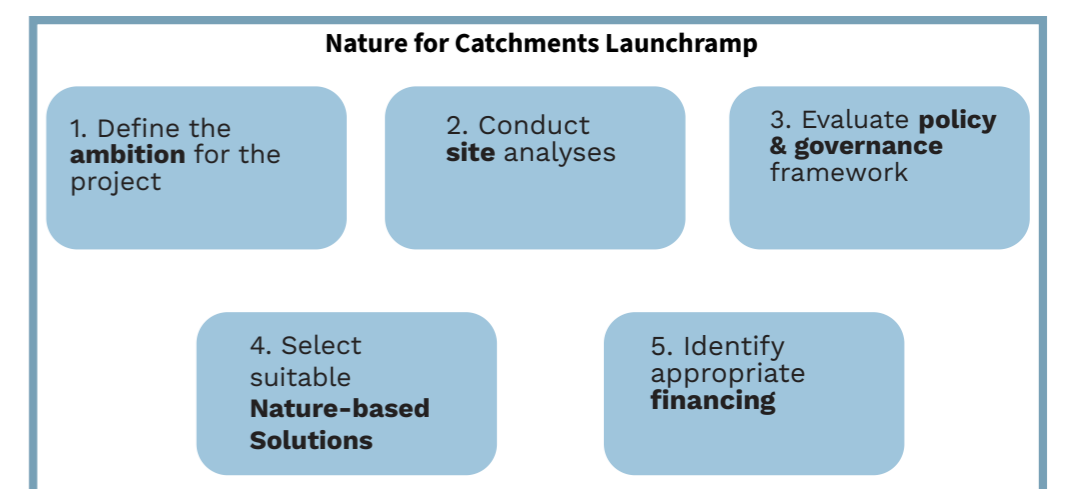 Nature for Catchments Launchramp
1. Define the
ambition for the
project
2. Conduct
site analyses
3. Evaluate policy
& governance
framework
4. Select
suitable
Nature-based
Solutions
5. Identify
appropriate
financing